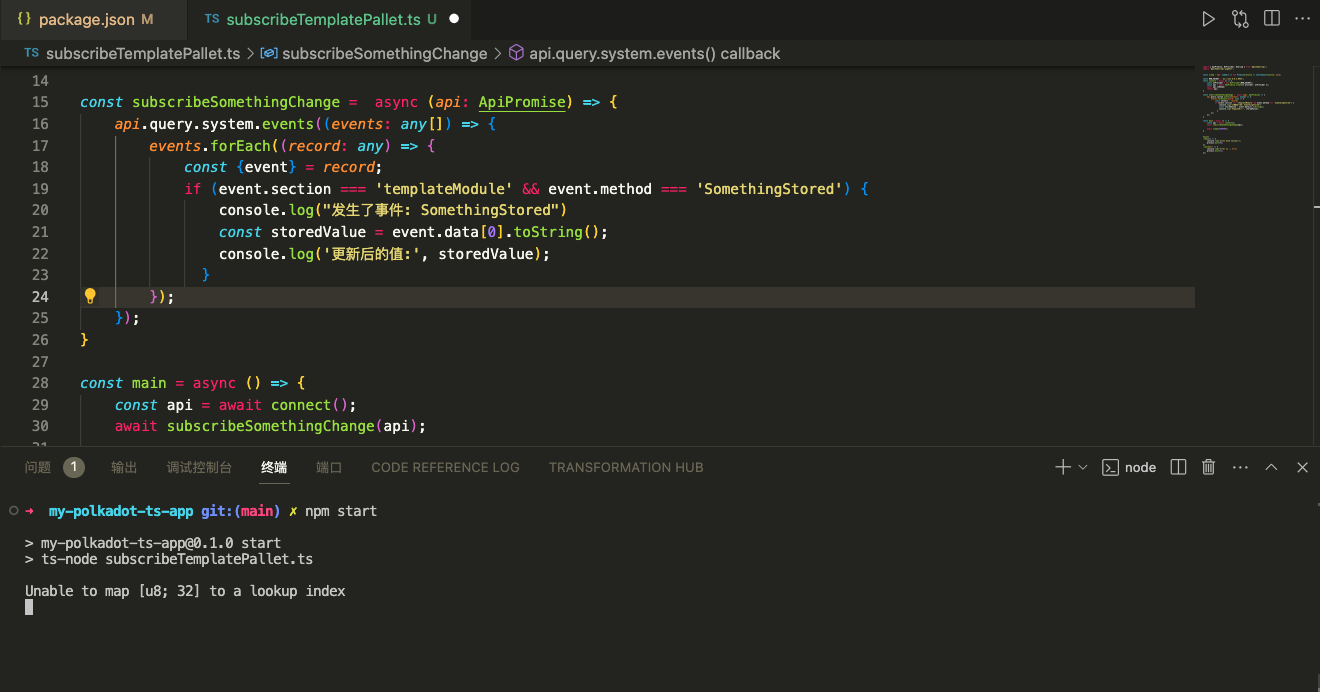 {} package.json M
TS subscribeTemplatePallet.ts U
TS subscribeTemplatePallet.ts > subscribeSomethingChange > api.query.system.events() callback
14
15 const subscribeSomethingChange =  async (api: ApiPromise) => {
16     api.query.system.events((events: any[]) => {
17         events.forEach((record: any) => {
18             const {event} = record;
19             if (event.section === 'templateModule' && event.method === 'SomethingStored') {
20                 console.log("发生了事件: SomethingStored")
21                 const storedValue = event.data[0].toString();
22                 console.log('更新后的值:', storedValue);
23               }
24         });
25     });
26 }
27
28 const main = async () => {
29     const api = await connect();
30     await subscribeSomethingChange(api);
31
问题 1 输出 调试控制台 终端 端口 CODE REFERENCE LOG TRANSFORMATION HUB node
➜ my-polkadot-ts-app git:(main) ✗ npm start
> my-polkadot-ts-app@0.1.0 start
> ts-node subscribeTemplatePallet.ts
Unable to map [u8; 32] to a lookup index